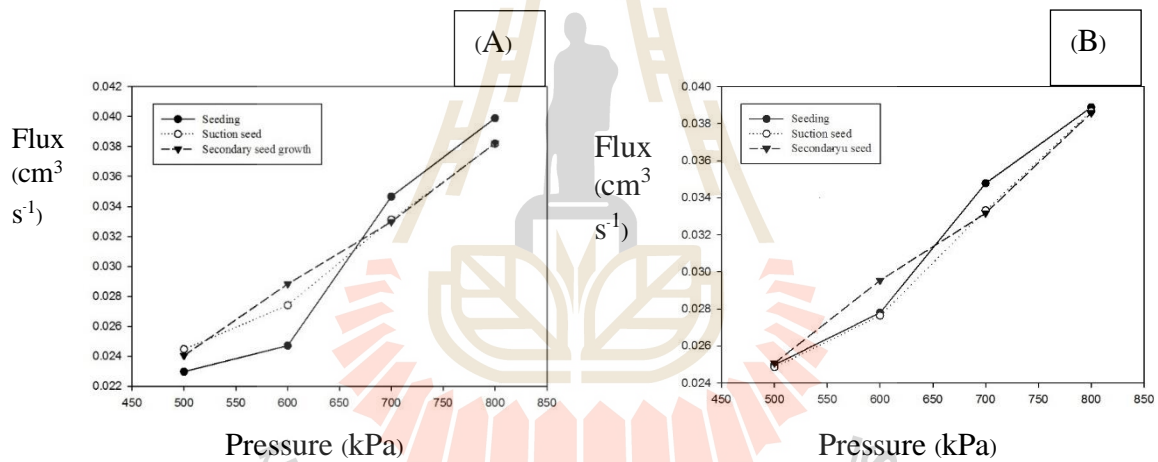 (A)
Flux
(cm³
s⁻¹)
0.042
0.040
0.038
0.036
0.034
0.032
0.030
0.028
0.026
0.024
0.022
Seeding
Suction seed
Secondary seed growth
450 500 550 600 650 700 750 800 850
Pressure (kPa)
(B)
Flux
(cm³
s⁻¹)
0.040
0.038
0.036
0.034
0.032
0.030
0.028
0.026
0.024
Seeding
Suction seed
Secondaryu seed
450 500 550 600 650 700 750 800 850
Pressure (kPa)